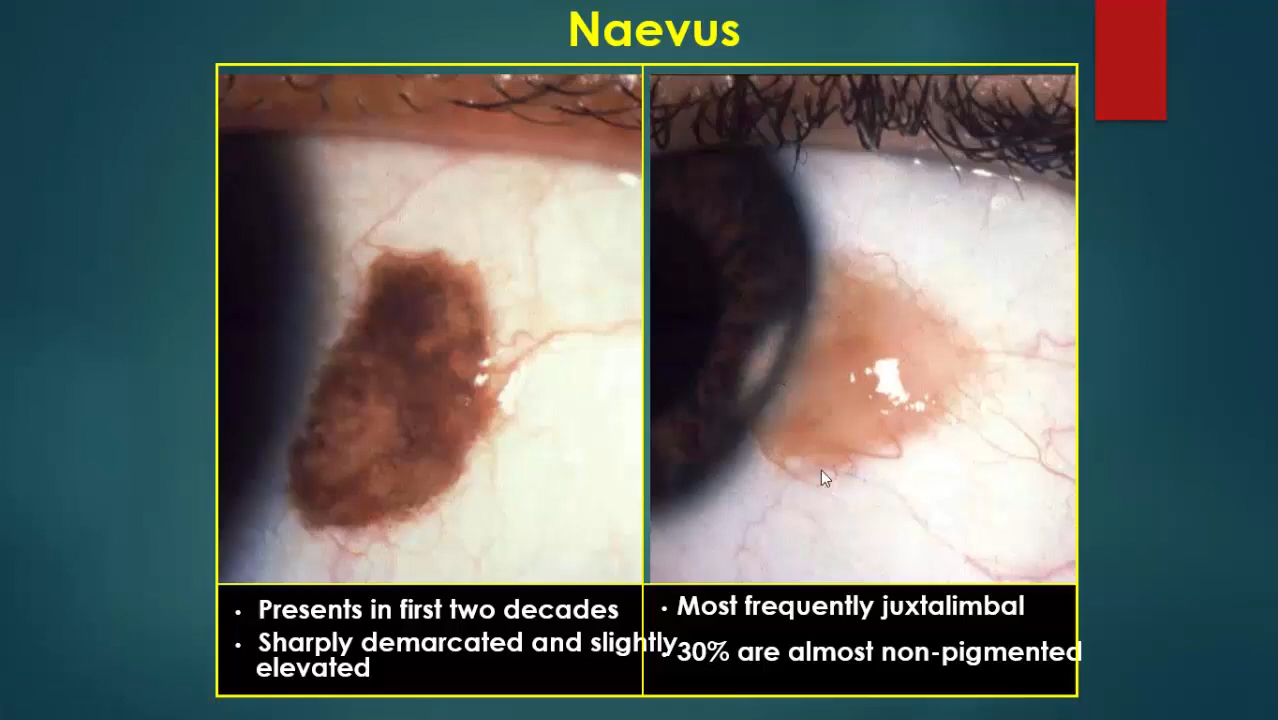 Naevus
• Presents in first two decades
• Sharply demarcated and slightly
elevated
• Most frequently juxtalimbal
• 30% are almost non-pigmented